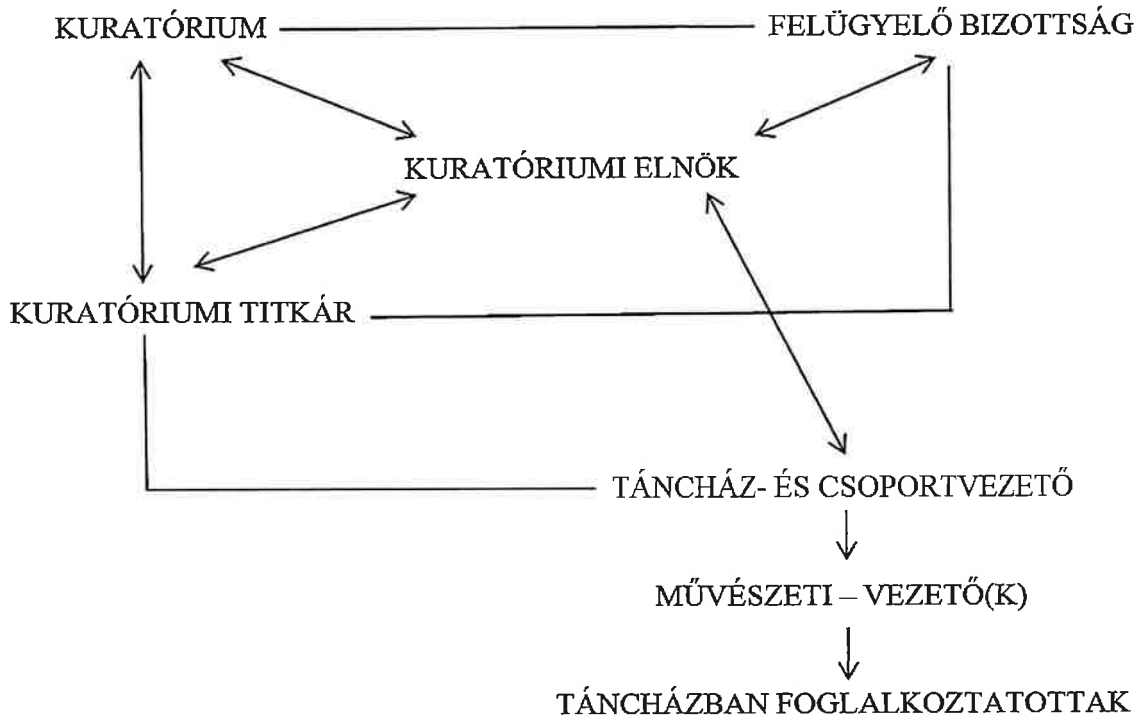 KURATÓRIUM
FELÜGYELŐ BIZOTTSÁG
KURATÓRIUMI ELNÖK
KURATÓRIUMI TITKÁR
TÁNCHÁZ- ÉS CSOPORTVEZETŐ
MŰVÉSZETI – VEZETŐ(K)
TÁNCHÁZBAN FOGLALKOZTATOTTAK